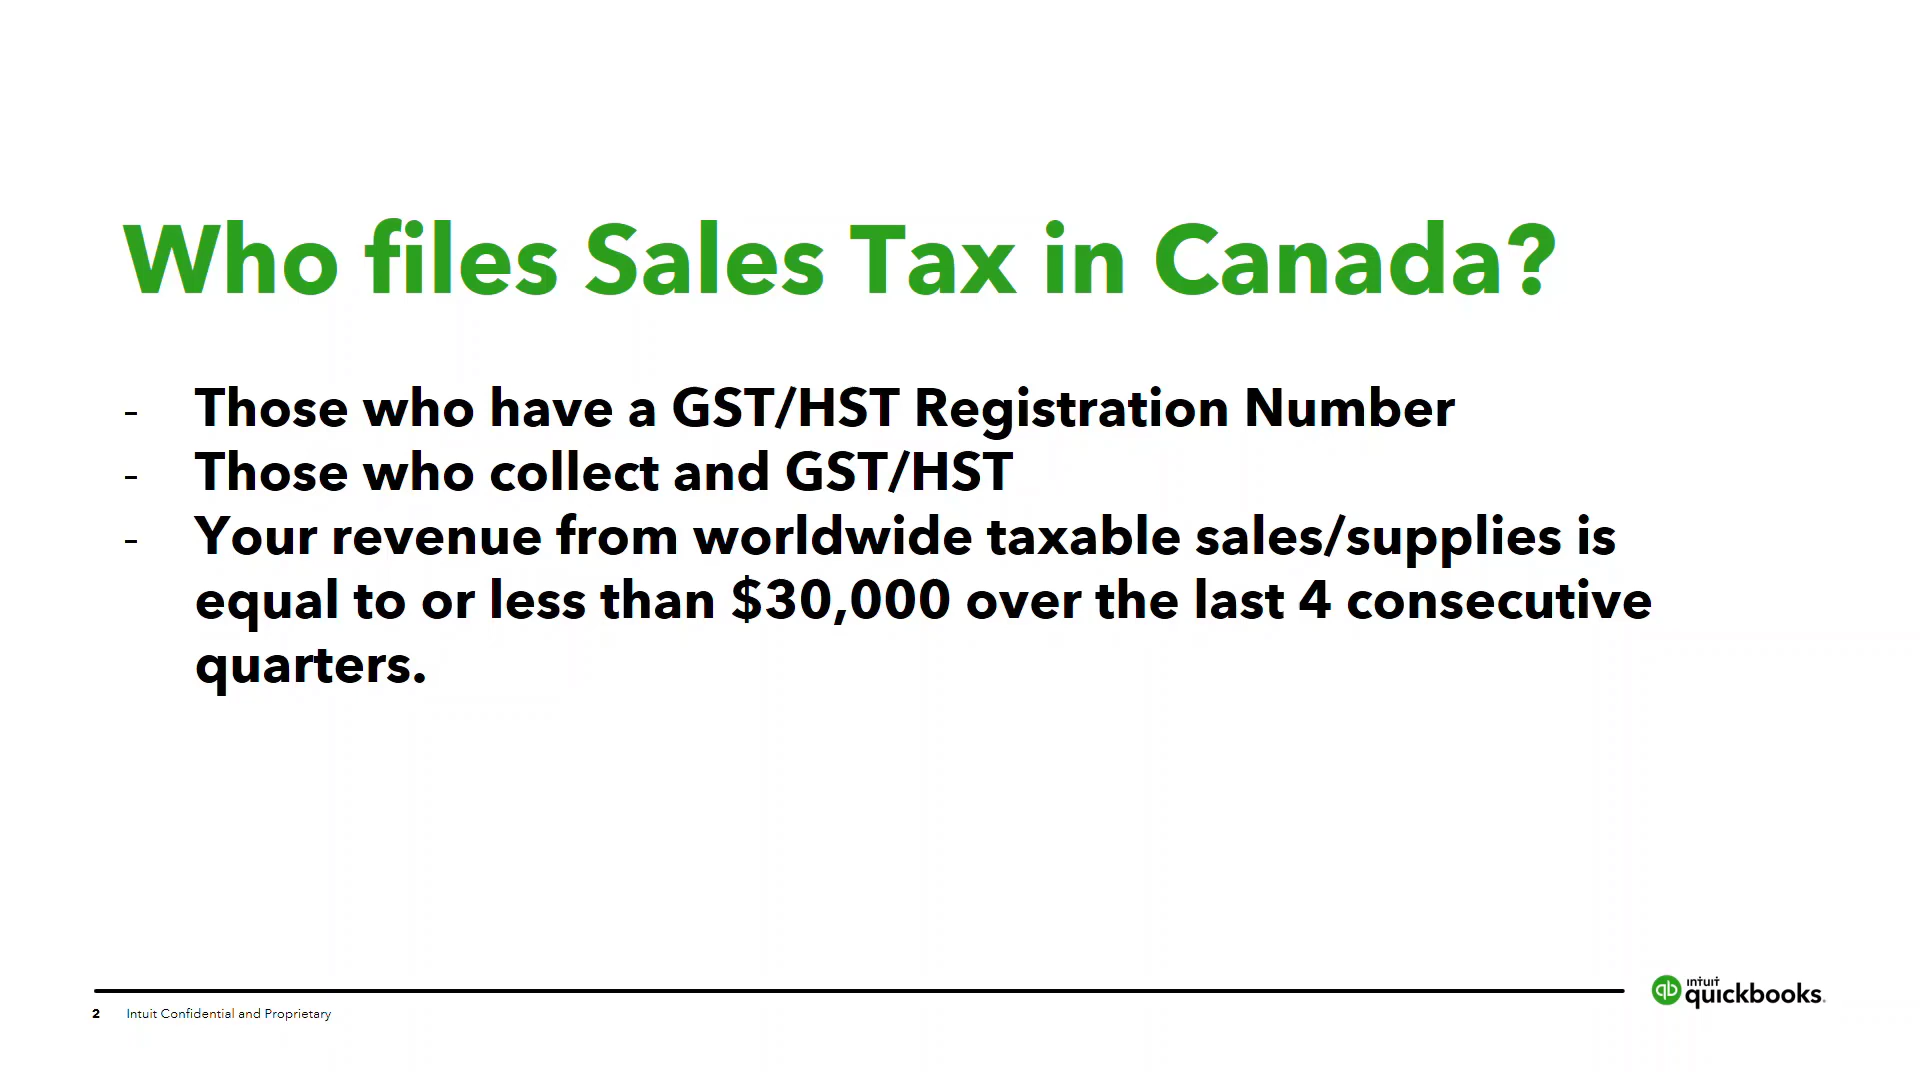 Who files Sales Tax in Canada?
- Those who have a GST/HST Registration Number
- Those who collect and GST/HST
- Your revenue from worldwide taxable sales/supplies is
equal to or less than $30,000 over the last 4 consecutive
quarters.
2 Intuit Confidential and Proprietary
qb intuit quickbooks.